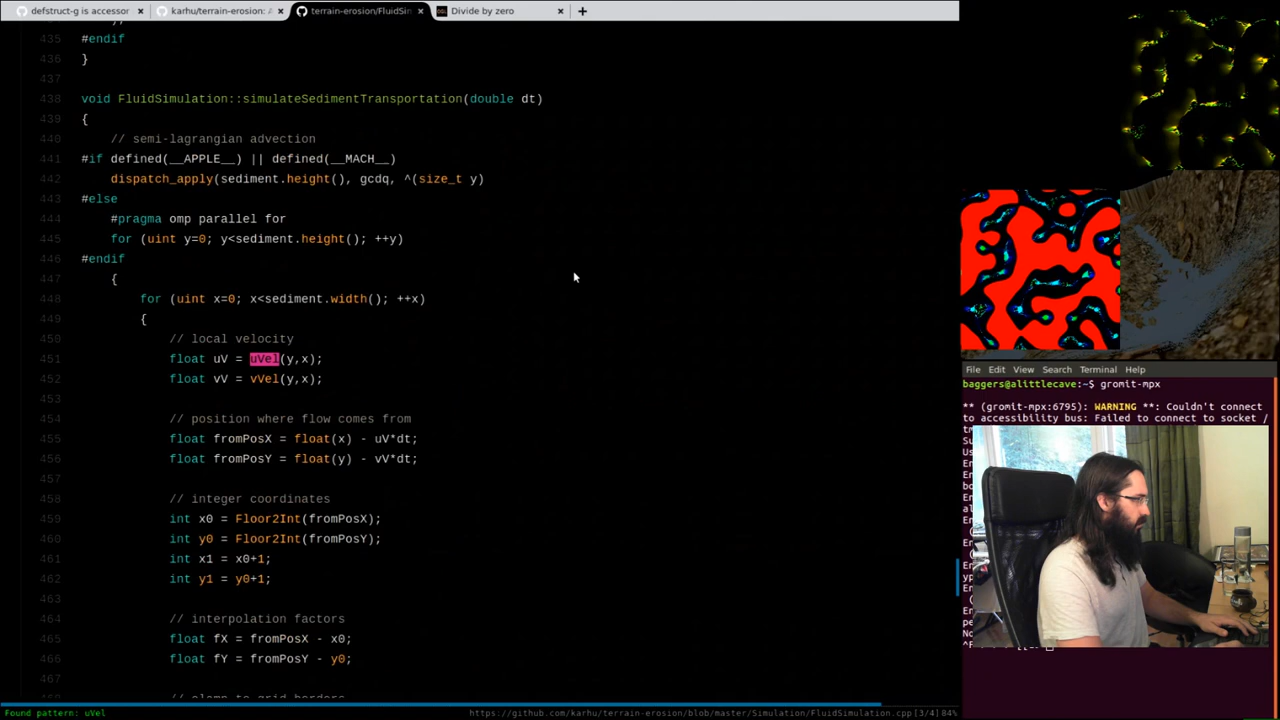 defstruct-g is accessor
karhu/terrain-erosion: A
terrain-erosion/FluidSim
Divide by zero
435
#endif
436 }
437
438 void FluidSimulation::simulateSedimentTransportation(double dt)
439 {
440 // semi-lagrangian advection
441 #if defined(__APPLE__) || defined(__MACH__)
442 dispatch_apply(sediment.height(), gcdq, ^(size_t y)
443 #else
444 #pragma omp parallel for
445 for (uint y=0; y<sediment.height(); ++y)
446 #endif
447 {
448 for (uint x=0; x<sediment.width(); ++x)
449 {
450 // local velocity
451 float uV = uVel(y,x);
452 float vV = vVel(y,x);
453
454 // position where flow comes from
455 float fromPosX = float(x) - uV*dt;
456 float fromPosY = float(y) - vV*dt;
457
458 // integer coordinates
459 int x0 = Floor2Int(fromPosX);
460 int y0 = Floor2Int(fromPosY);
461 int x1 = x0+1;
462 int y1 = y0+1;
463
464 // interpolation factors
465 float fX = fromPosX - x0;
466 float fY = fromPosY - y0;
467
Found pattern: uVel
https://github.com/karhu/terrain-erosion/blob/master/Simulation/FluidSimulation.cpp [3/4] 84%
File Edit View Search Terminal Help
baggers@alittlecave:~$ gromit-mpx
** (gromit-mpx:6795): WARNING **: Couldn't connect
to accessibility bus: Failed to connect to socket /